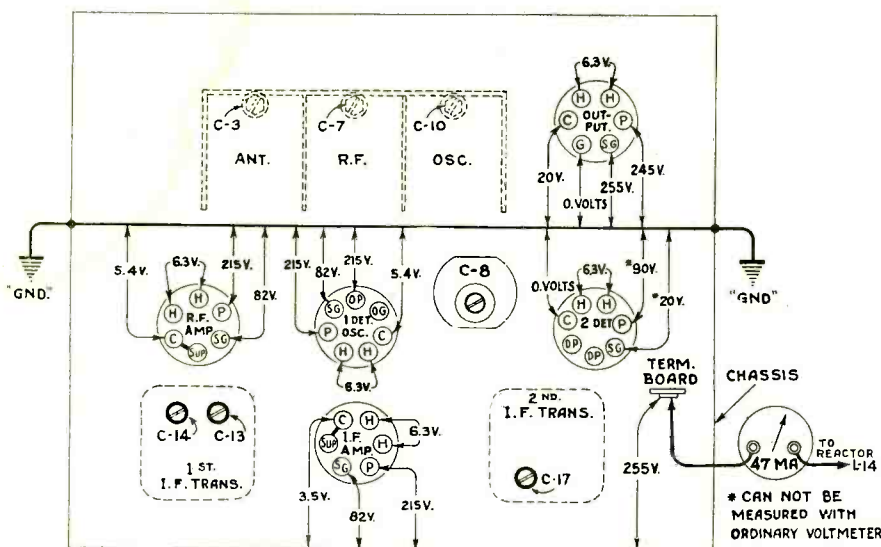 6.3V.
H H
OUT-
C PUT. P
G SG
C-3 C-7 C-10
ANT. R.F. OSC.
20V. O.VOLTS 255V. 245V.
"GND." "GND"
5.4V. 6.3V. 215V. 82V.
H H P
R.F.
AMP.
C SUP SG
215V. 82V. 215V. 5.4V.
SG OP OG
1 DET.
OSC.
P C
H H
6.3V.
C-8
O.VOLTS 6.3V. *90V. *20V.
H H
C 2 DET. P
DP DP SG
TERM.
BOARD
CHASSIS
C-14 C-13
1 ST.
I.F. TRANS.
C H
SUP I.F. H
AMP.
SG P
6.3V.
3.5V. 82V. 215V.
2 ND.
I.F. TRANS.
C-17
255V.
47 MA
TO
REACTOR
L-14
* CAN NOT BE
MEASURED WITH
ORDINARY VOLTMETER